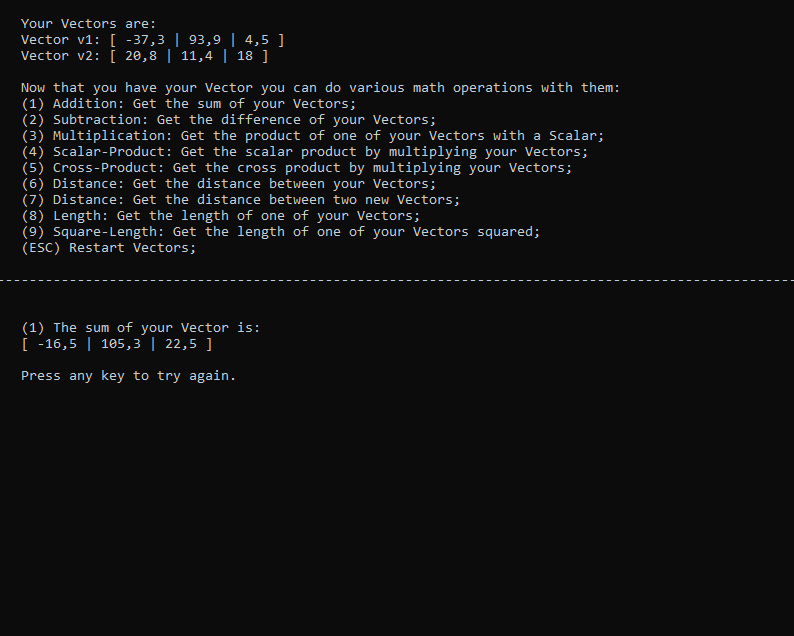 Your Vectors are:
Vector v1: [ -37,3 | 93,9 | 4,5 ]
Vector v2: [ 20,8 | 11,4 | 18 ]
Now that you have your Vector you can do various math operations with them:
(1) Addition: Get the sum of your Vectors;
(2) Subtraction: Get the difference of your Vectors;
(3) Multiplication: Get the product of one of your Vectors with a Scalar;
(4) Scalar-Product: Get the scalar product by multiplying your Vectors;
(5) Cross-Product: Get the cross product by multiplying your Vectors;
(6) Distance: Get the distance between your Vectors;
(7) Distance: Get the distance between two new Vectors;
(8) Length: Get the length of one of your Vectors;
(9) Square-Length: Get the length of one of your Vectors squared;
(ESC) Restart Vectors;
(1) The sum of your Vector is:
[ -16,5 | 105,3 | 22,5 ]
Press any key to try again.